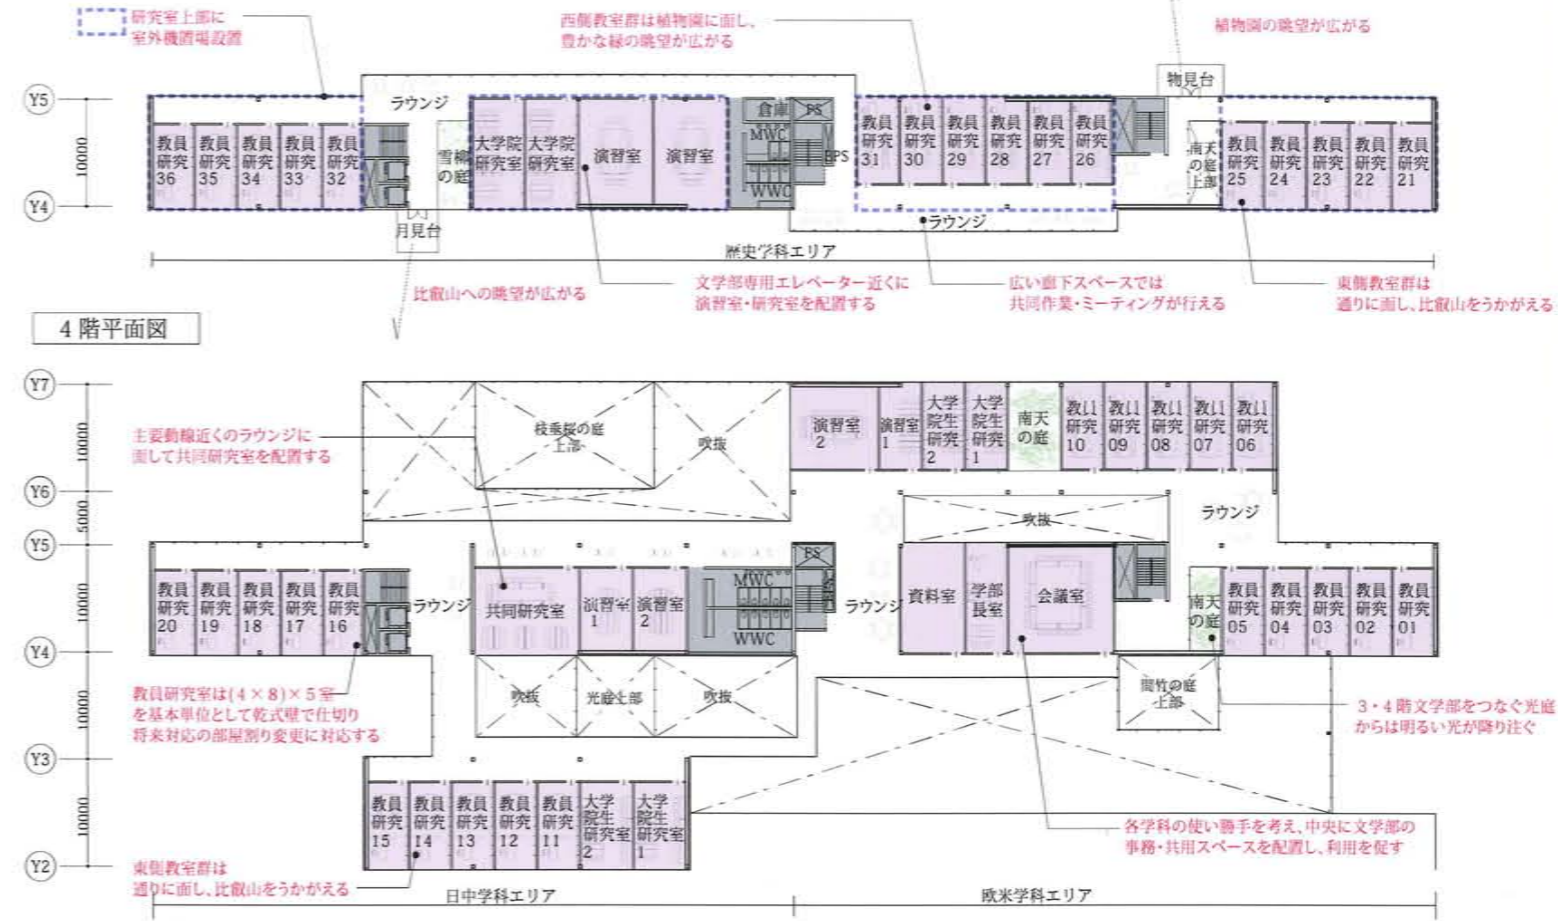 研究室上部に
室外機置場設置
西側教室群は植物園に面し、
豊かな緑の眺望が広がる
植物園の眺望が広がる
物見台
Y5
ラウンジ
倉庫
PS
MWC
EPS
WWC
教員研究36
教員研究35
教員研究34
教員研究33
教員研究32
雪柳の庭
大学院研究室
大学院研究室
演習室
演習室
教員研究31
教員研究30
教員研究29
教員研究28
教員研究27
教員研究26
南天の庭上部
教員研究25
教員研究24
教員研究23
教員研究22
教員研究21
10000
Y4
月見台
ラウンジ
歴史学科エリア
比叡山への眺望が広がる
文学部専用エレベーター近くに
演習室・研究室を配置する
広い廊下スペースでは
共同作業・ミーティングが行える
東側教室群は
通りに面し、比叡山をうかがえる
4階平面図
Y7
主要動線近くのラウンジに
面して共同研究室を配置する
枝垂桜の庭
上部
吹抜
演習室2
演習室1
大学院生研究2
大学院生研究1
南天の庭
教員研究10
教員研究09
教員研究08
教員研究07
教員研究06
10000
Y6
5000
吹抜
ラウンジ
Y5
PS
教員研究20
教員研究19
教員研究18
教員研究17
教員研究16
ラウンジ
共同研究室
演習室1
演習室2
MWC
WWC
ラウンジ
資料室
学部長室
会議室
南天の庭
教員研究05
教員研究04
教員研究03
教員研究02
教員研究01
10000
Y4
教員研究室は(4×8)×5室
を基本単位として乾式壁で仕切り
将来対応の部屋割り変更に対応する
吹抜
光庭上部
吹抜
間竹の庭
上部
3・4階文学部をつなぐ光庭
からは明るい光が降り注ぐ
10000
Y3
教員研究15
教員研究14
教員研究13
教員研究12
教員研究11
大学院生研究室2
大学院生研究室1
各学科の使い勝手を考え、中央に文学部の
事務・共用スペースを配置し、利用を促す
10000
Y2
東側教室群は
通りに面し、比叡山をうかがえる
日中学科エリア
欧米学科エリア